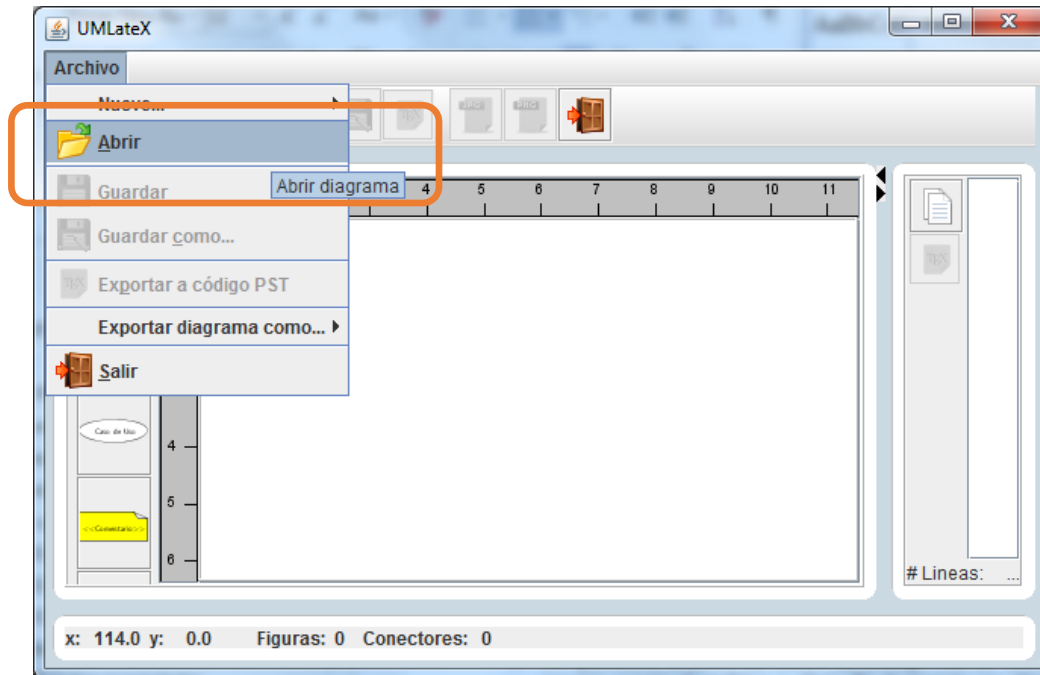 UMLateX
Archivo
Nuevo...
Abrir
Abrir diagrama
Guardar
Guardar como...
Exportar a código PST
Exportar diagrama como...
Salir
4 5 6 7 8 9 10 11
Caso de Uso
4
<<Comentario>>
5
6
# Lineas: ...
x: 114.0 y: 0.0 Figuras: 0 Conectores: 0